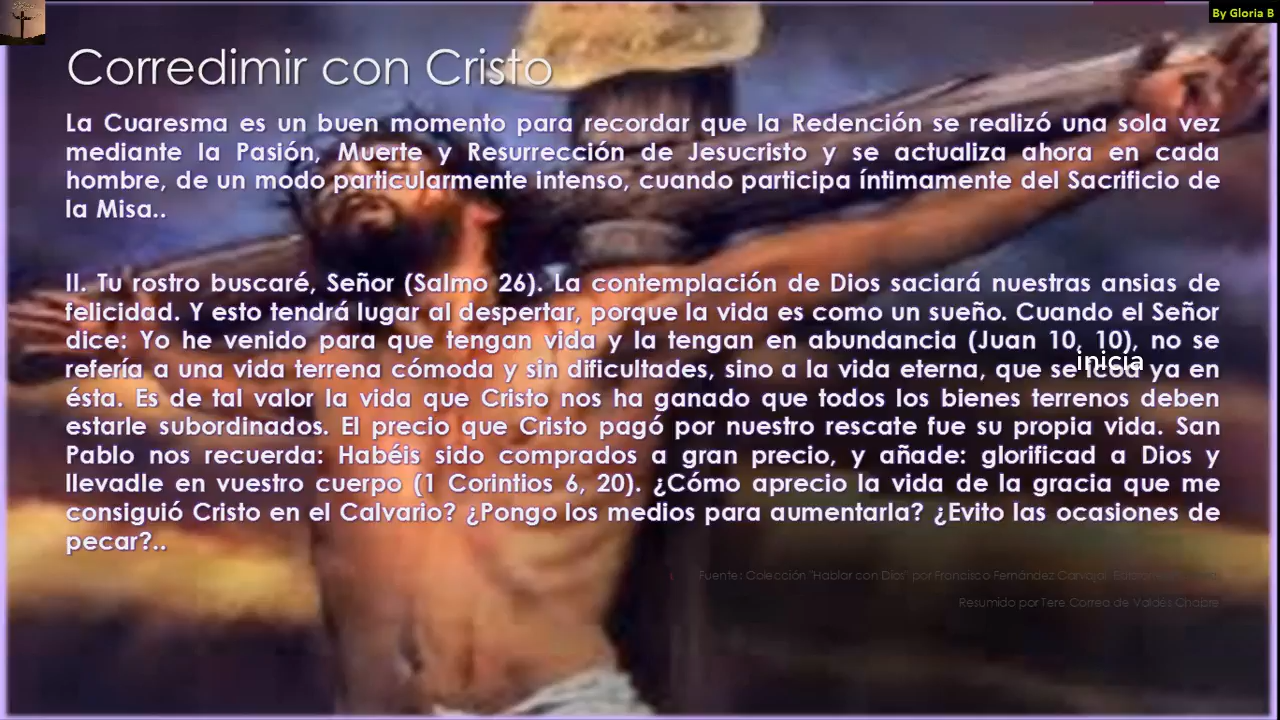 By Gloria B
Corredimir con Cristo
La Cuaresma es un buen momento para recordar que la Redención se realizó una sola vez
mediante la Pasión, Muerte y Resurrección de Jesucristo y se actualiza ahora en cada
hombre, de un modo particularmente intenso, cuando participa íntimamente del Sacrificio de
la Misa..
II. Tu rostro buscaré, Señor (Salmo 26). La contemplación de Dios saciará nuestras ansias de
felicidad. Y esto tendrá lugar al despertar, porque la vida es como un sueño. Cuando el Señor
dice: Yo he venido para que tengan vida y la tengan en abundancia (Juan 10, 10), no se
inicia
refería a una vida terrena cómoda y sin dificultades, sino a la vida eterna, que se ya en
ésta. Es de tal valor la vida que Cristo nos ha ganado que todos los bienes terrenos deben
estarle subordinados. El precio que Cristo pagó por nuestro rescate fue su propia vida. San
Pablo nos recuerda: Habéis sido comprados a gran precio, y añade: glorificad a Dios y
llevadle en vuestro cuerpo (1 Corintios 6, 20). ¿Cómo aprecio la vida de la gracia que me
consiguió Cristo en el Calvario? ¿Pongo los medios para aumentarla? ¿Evito las ocasiones de
pecar?..
Fuente: Colección "Hablar con Dios" por Francisco Fernández Carvajal,
Resumido por Tere Correa de Valdés Chabre